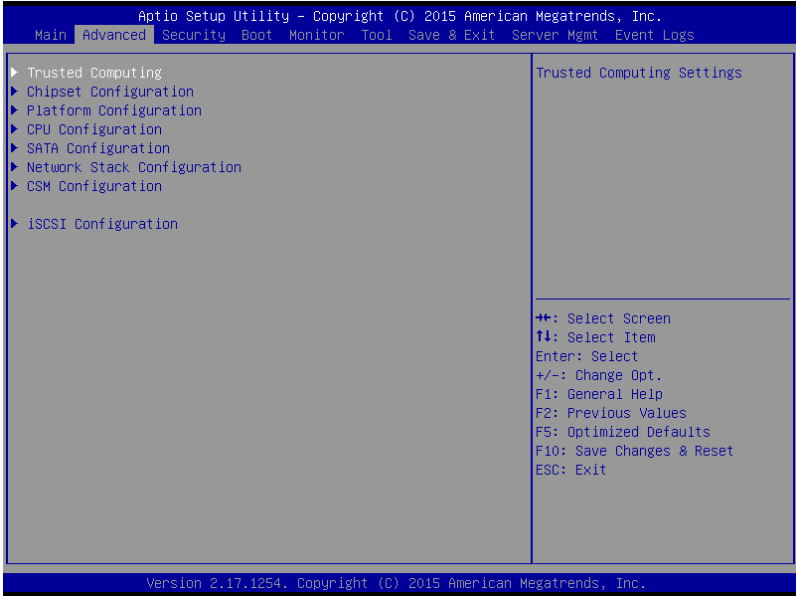 Aptio Setup Utility – Copyright (C) 2015 American Megatrends, Inc.
Main Advanced Security Boot Monitor Tool Save & Exit Server Mgmt Event Logs
Trusted Computing
Chipset Configuration
Platform Configuration
CPU Configuration
SATA Configuration
Network Stack Configuration
CSM Configuration
iSCSI Configuration
Trusted Computing Settings
→←: Select Screen
↑↓: Select Item
Enter: Select
+/-: Change Opt.
F1: General Help
F2: Previous Values
F5: Optimized Defaults
F10: Save Changes & Reset
ESC: Exit
Version 2.17.1254. Copyright (C) 2015 American Megatrends, Inc.